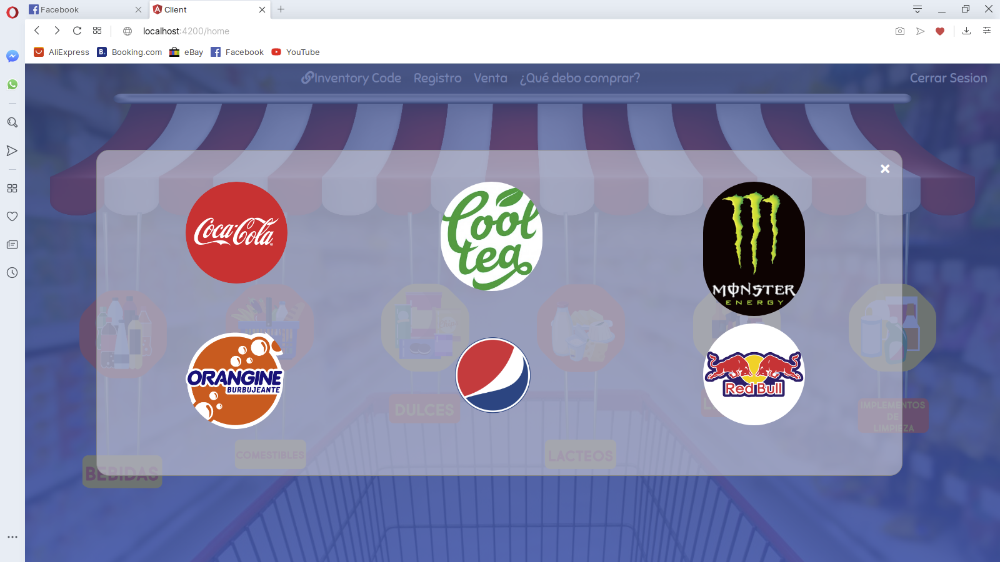 Facebook
Client
localhost:4200/home
AliExpress
Booking.com
eBay
Facebook
YouTube
Inventory Code
Registro
Venta
¿Qué debo comprar?
Cerrar Sesion
Coca-Cola
Cool
tea
MONSTER
ENERGY
ORANGINE
BURBUJEANTE
Red Bull
DULCES
IMPLEMENTOS
DE
LIMPIEZA
COMESTIBLES
LACTEOS
BEBIDAS